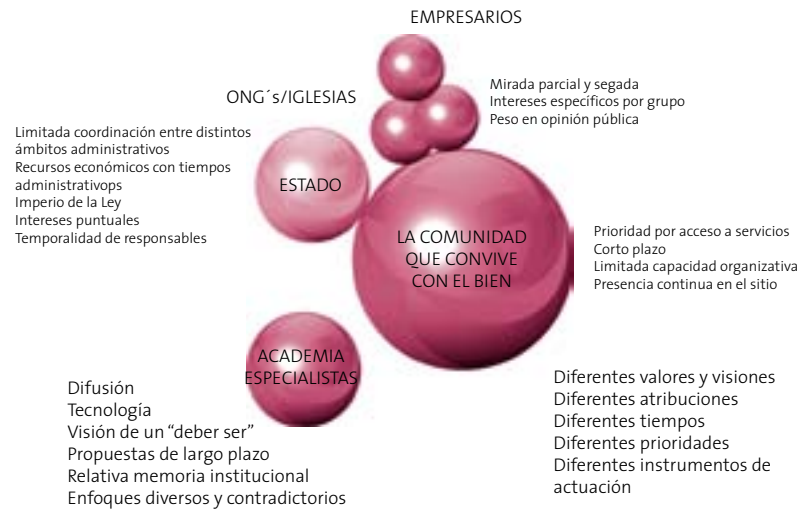 EMPRESARIOS
Mirada parcial y segada
Intereses específicos por grupo
Peso en opinión pública
ONG´s/IGLESIAS
Limitada coordinación entre distintos
ámbitos administrativos
Recursos económicos con tiempos
administrativops
Imperio de la Ley
Intereses puntuales
Temporalidad de responsables
ESTADO
LA COMUNIDAD
QUE CONVIVE
CON EL BIEN
Prioridad por acceso a servicios
Corto plazo
Limitada capacidad organizativa
Presencia continua en el sitio
ACADEMIA
ESPECIALISTAS
Difusión
Tecnología
Visión de un “deber ser”
Propuestas de largo plazo
Relativa memoria institucional
Enfoques diversos y contradictorios
Diferentes valores y visiones
Diferentes atribuciones
Diferentes tiempos
Diferentes prioridades
Diferentes instrumentos de
actuación